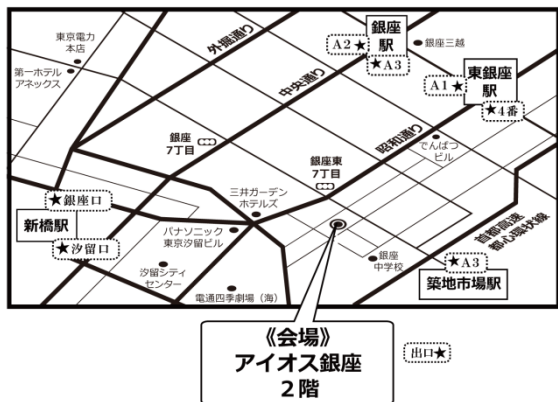 東京電力
本店
第一ホテル
アネックス
外掘通り
A2★
銀座
駅
★A3
銀座三越
中央通り
A1★
東銀座
駅
★4番
昭和通り
でんぱつ
ビル
銀座
7丁目
銀座東
7丁目
三井ガーデン
ホテルズ
★銀座口
新橋駅
★汐留口
パナソニック
東京汐留ビル
汐留シティ
センター
電通四季劇場(海)
銀座
中学校
首都高速
都心環状線
★A3
築地市場駅
《会場》
アイオス銀座
2階
出口★